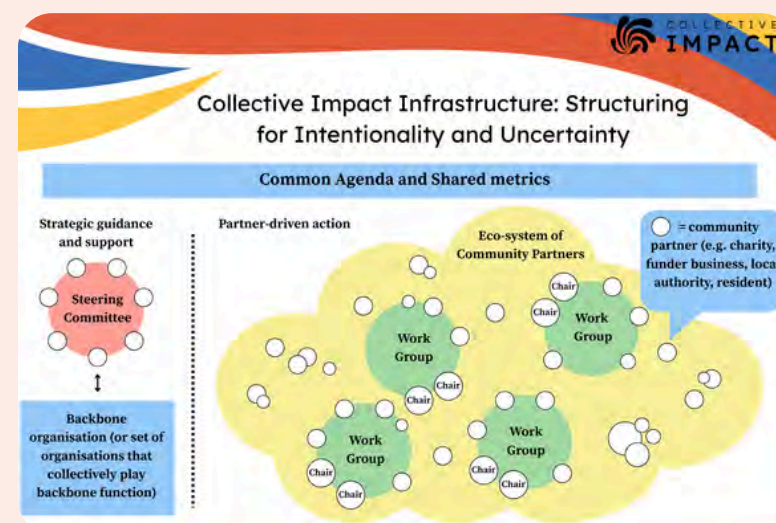 COLLECTIVE
IMPACT
Collective Impact Infrastructure: Structuring
for Intentionality and Uncertainty
Common Agenda and Shared metrics
Strategic guidance
and support
Steering
Committee
Backbone
organisation (or set of
organisations that
collectively play
backbone function)
Partner-driven action
Eco-system of
Community Partners
= community
partner (e.g. charity,
funder business, loca
authority, resident)
Work
Group
Chair
Chair
Chair
Chair
Work
Group
Work
Group
Chair
Chair
Work
Group
Chair
Chair